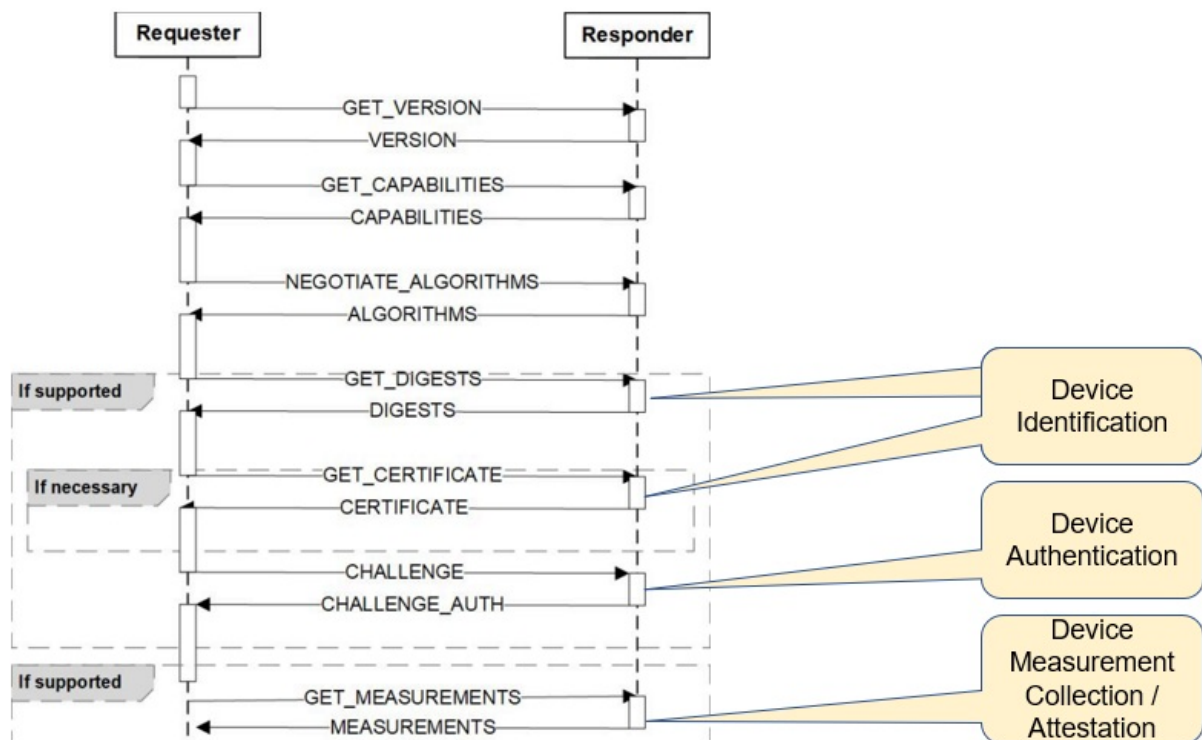 Requester
Responder
GET_VERSION
VERSION
GET_CAPABILITIES
CAPABILITIES
NEGOTIATE_ALGORITHMS
ALGORITHMS
If supported
GET_DIGESTS
DIGESTS
Device
Identification
If necessary
GET_CERTIFICATE
CERTIFICATE
Device
Authentication
CHALLENGE
CHALLENGE_AUTH
If supported
GET_MEASUREMENTS
MEASUREMENTS
Device
Measurement
Collection /
Attestation